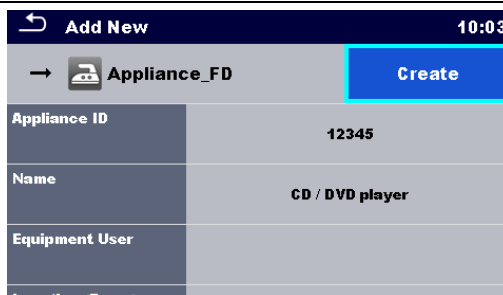 Add New 10:03
→ Appliance_FD Create
Appliance ID 12345
Name CD / DVD player
Equipment User